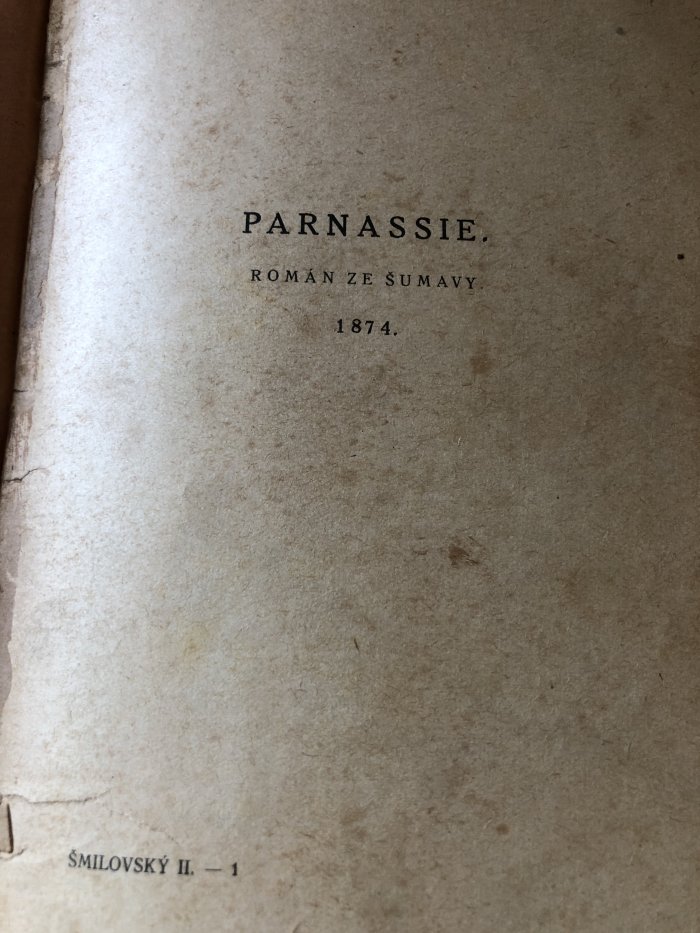 PARNASSIE.
ROMÁN ZE ŠUMAVY.
1874.
ŠMILOVSKÝ II. — 1